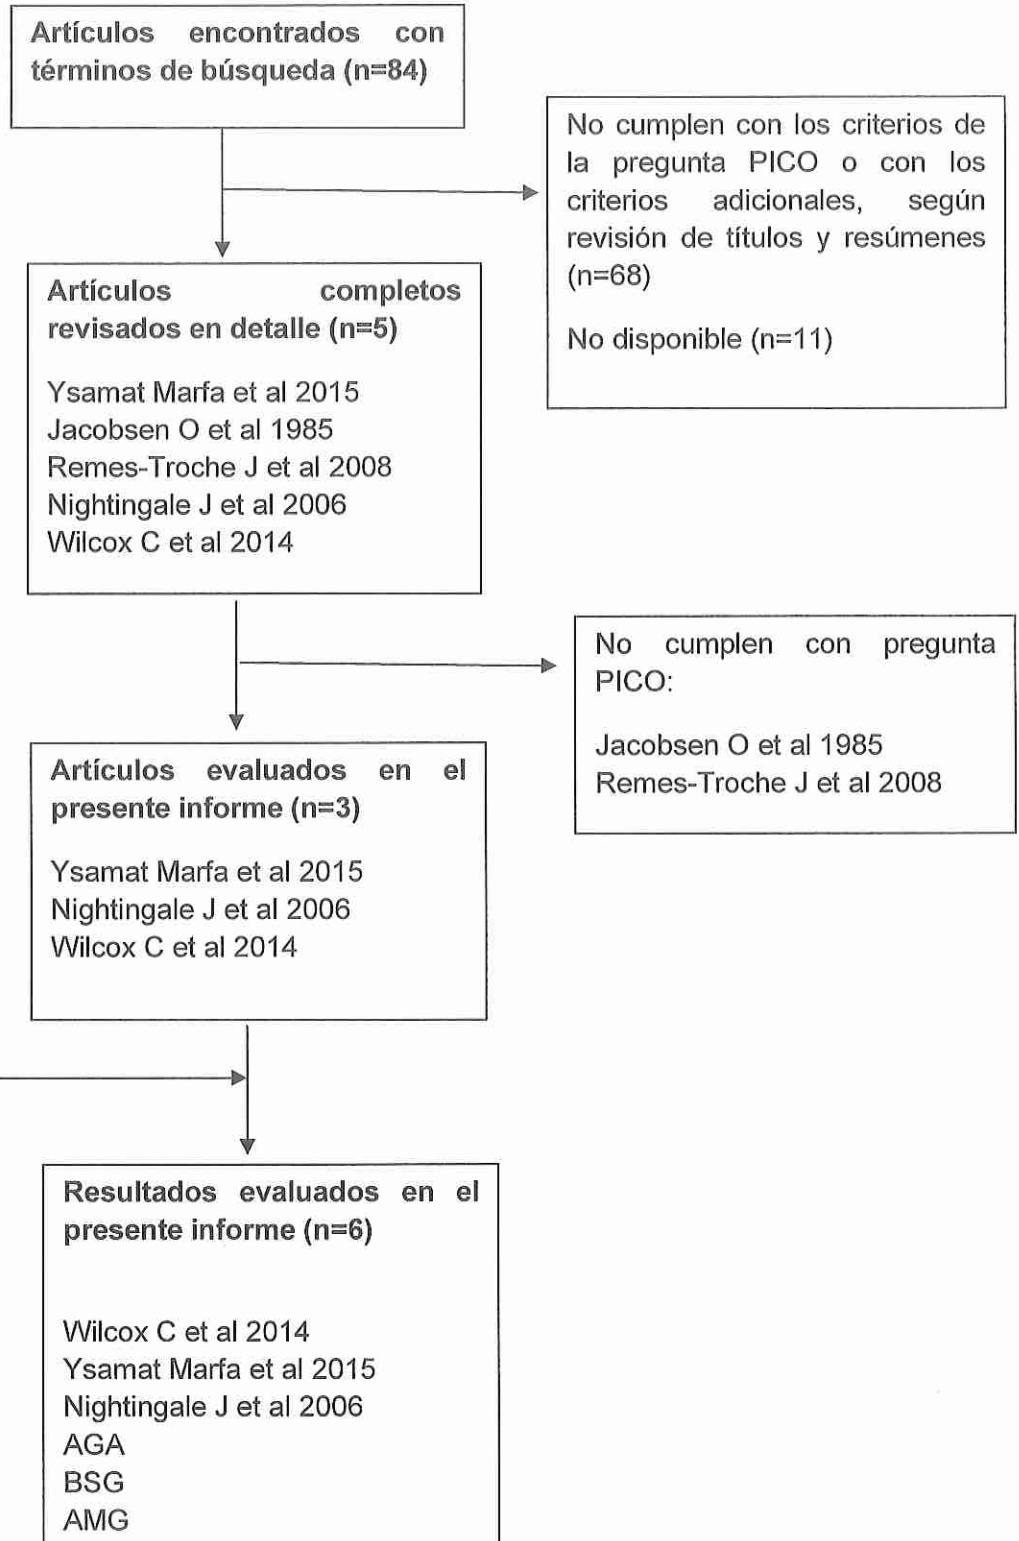 Artículos encontrados con
términos de búsqueda (n=84)
No cumplen con los criterios de
la pregunta PICO o con los
criterios adicionales, según
revisión de títulos y resúmenes
(n=68)
No disponible (n=11)
Artículos completos
revisados en detalle (n=5)
Ysamat Marfa et al 2015
Jacobsen O et al 1985
Remes-Troche J et al 2008
Nightingale J et al 2006
Wilcox C et al 2014
No cumplen con pregunta
PICO:
Jacobsen O et al 1985
Remes-Troche J et al 2008
Artículos evaluados en el
presente informe (n=3)
Ysamat Marfa et al 2015
Nightingale J et al 2006
Wilcox C et al 2014
Resultados evaluados en el
presente informe (n=6)
Wilcox C et al 2014
Ysamat Marfa et al 2015
Nightingale J et al 2006
AGA
BSG
AMG